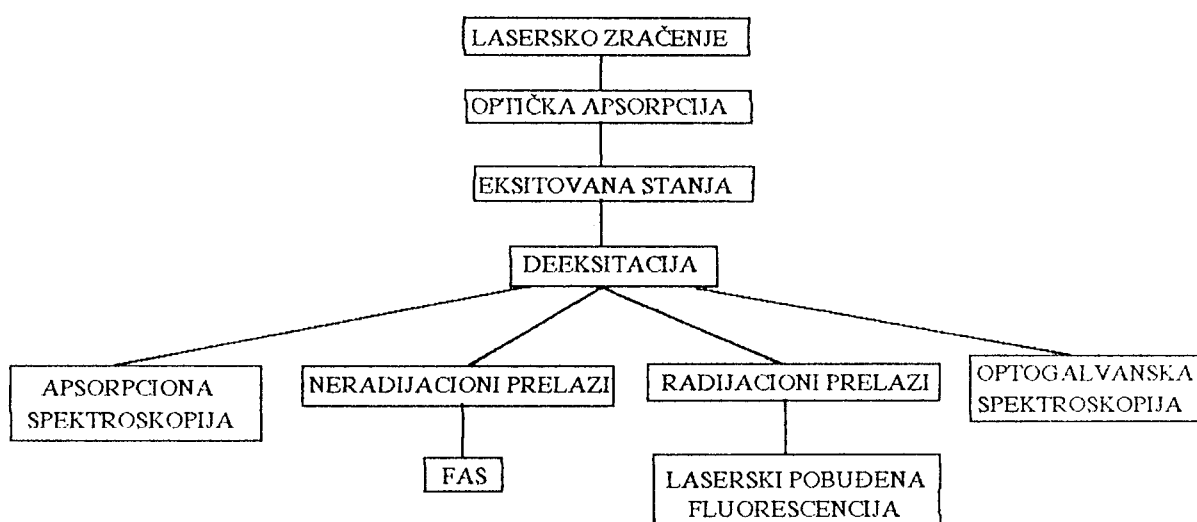 LASERSKO ZRAČENJE
OPTIČKA APSORPCIJA
EKSITOVANA STANJA
DEEKSITACIJA
APSORPCIONA
SPEKTROSKOPIJA
NERADIJACIONI PRELAZI
RADIJACIONI PRELAZI
OPTOGALVANSKA
SPEKTROSKOPIJA
FAS
LASERSKI POBUĐENA
FLUORESCENCIJA